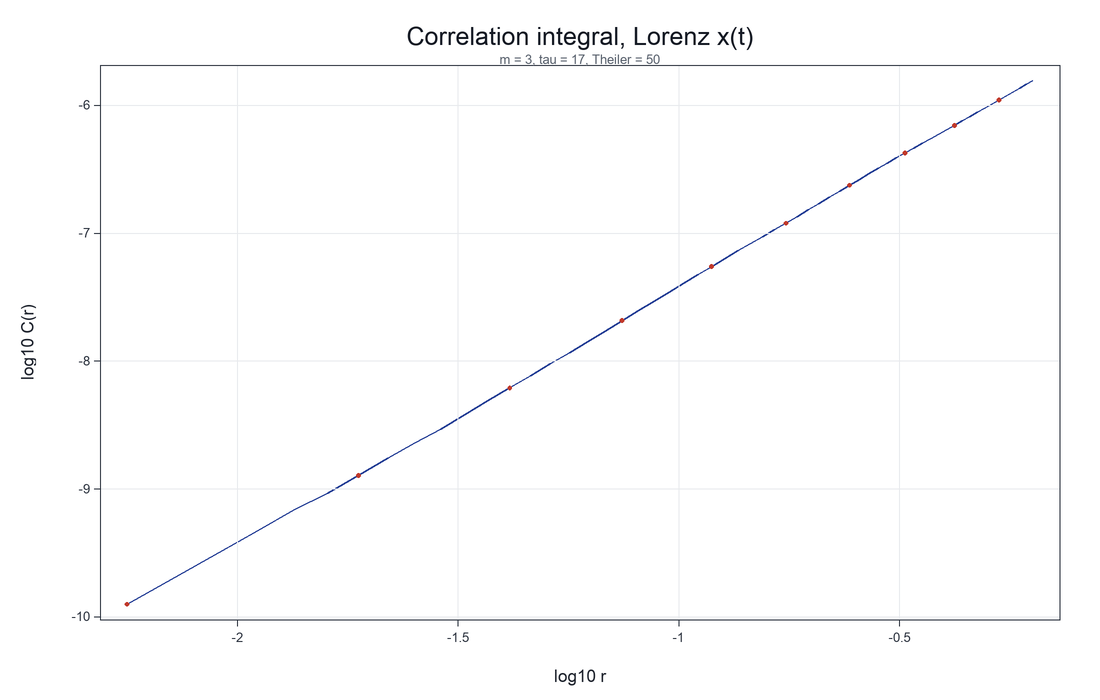 Correlation integral, Lorenz x(t)
m = 3, tau = 17, Theiler = 50
log10 C(r)
-6
-7
-8
-9
-10
-2
-1.5
-1
-0.5
log10 r